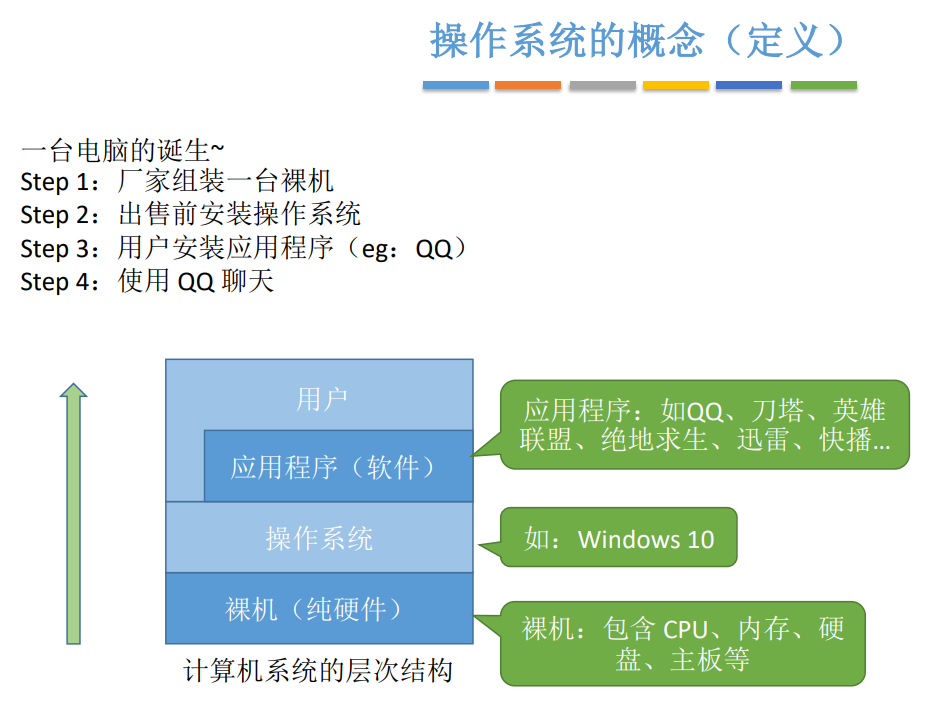 操作系统的概念（定义）
一台电脑的诞生~
Step 1：厂家组装一台裸机
Step 2：出售前安装操作系统
Step 3：用户安装应用程序（eg：QQ）
Step 4：使用 QQ 聊天
用户
应用程序（软件）
操作系统
裸机（纯硬件）
计算机系统的层次结构
应用程序：如QQ、刀塔、英雄
联盟、绝地求生、迅雷、快播…
如：Windows 10
裸机：包含 CPU、内存、硬
盘、主板等